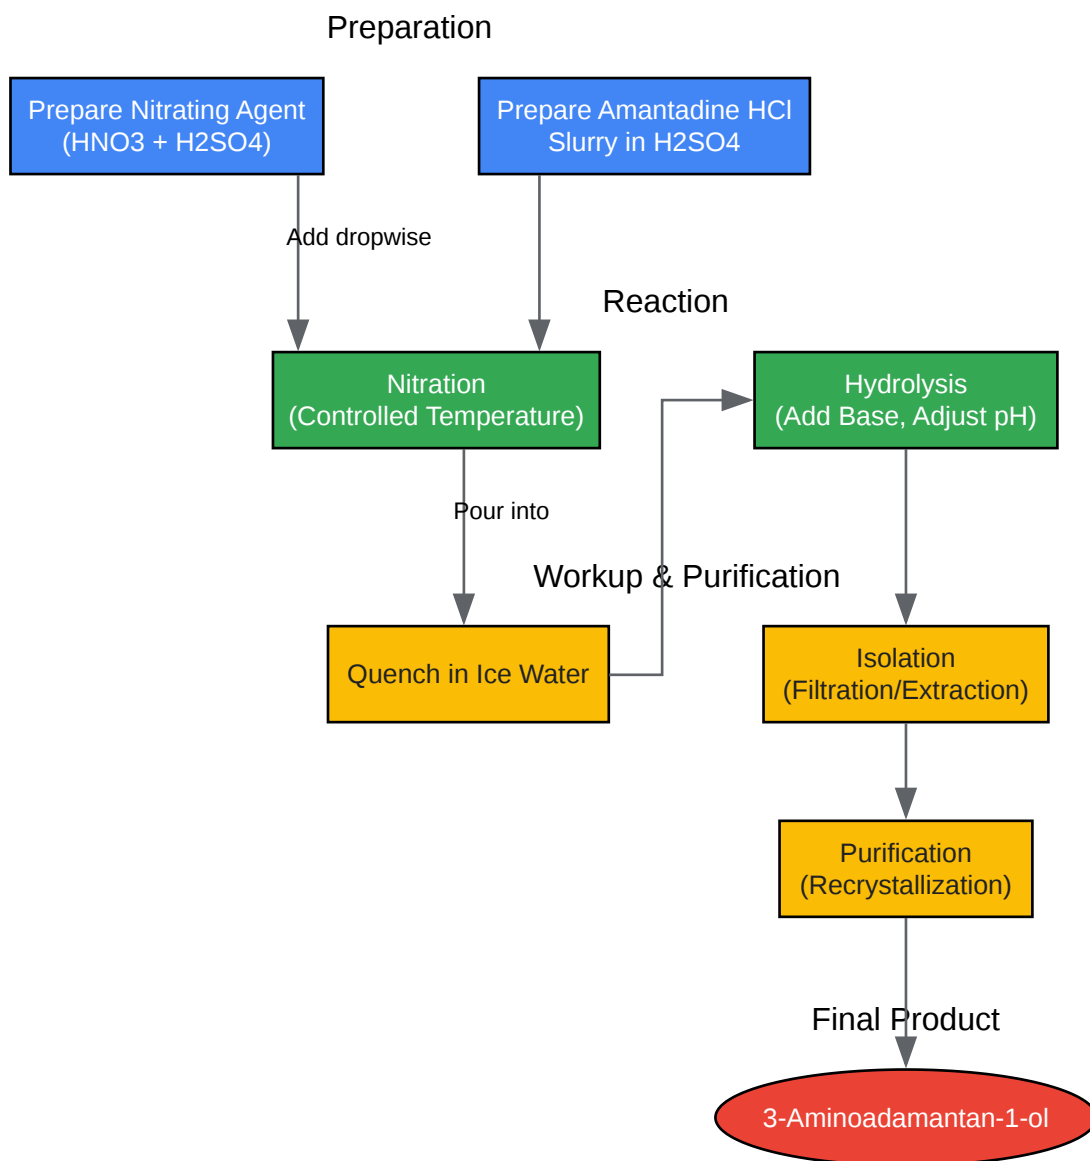 Preparation
Prepare Nitrating Agent
(HNO3 + H2SO4)
Prepare Amantadine HCl
Slurry in H2SO4
Add dropwise
Reaction
Nitration
(Controlled Temperature)
Hydrolysis
(Add Base, Adjust pH)
Pour into
Workup & Purification
Quench in Ice Water
Isolation
(Filtration/Extraction)
Purification
(Recrystallization)
Final Product
3-Aminoadamantan-1-ol